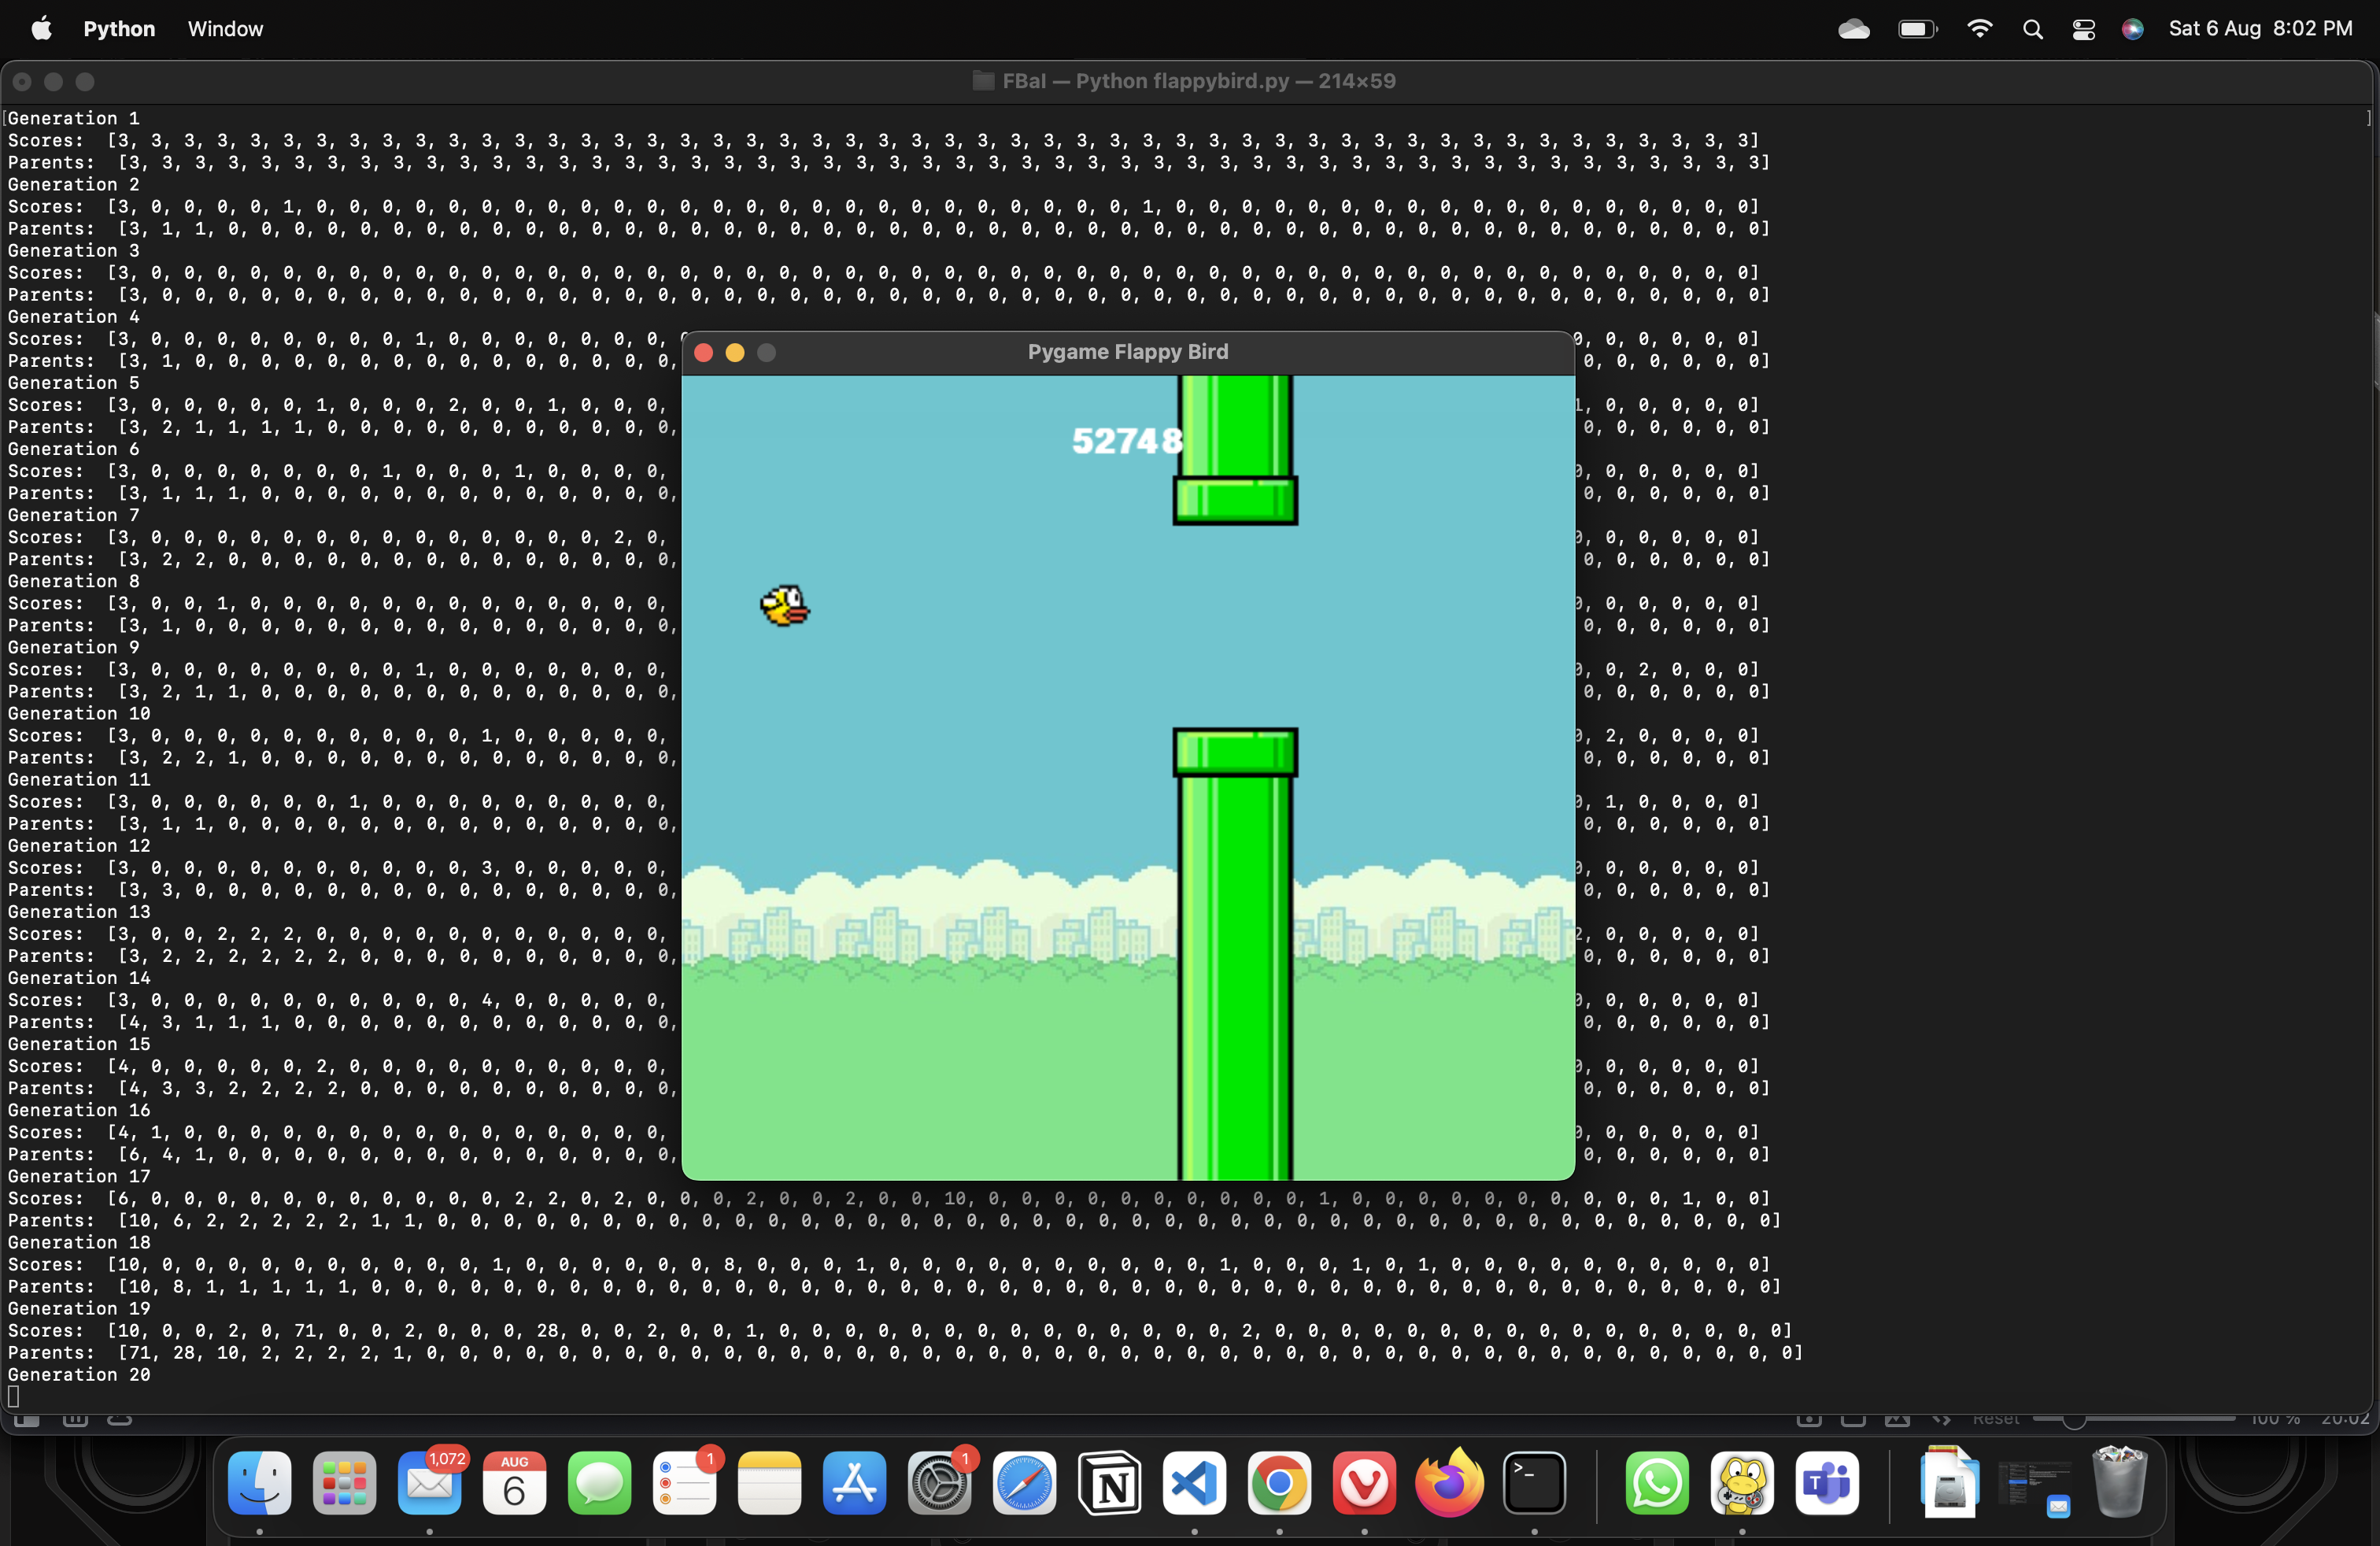 Python Window
Sat 6 Aug 8:02 PM
FBaI — Python flappybird.py — 214×59
Generation 1
Scores: [3, 3, 3, 3, 3, 3, 3, 3, 3, 3, 3, 3, 3, 3, 3, 3, 3, 3, 3, 3, 3, 3, 3, 3, 3, 3, 3, 3, 3, 3, 3, 3, 3, 3, 3, 3, 3, 3, 3, 3, 3, 3, 3, 3, 3, 3, 3, 3, 3, 3]
Parents: [3, 3, 3, 3, 3, 3, 3, 3, 3, 3, 3, 3, 3, 3, 3, 3, 3, 3, 3, 3, 3, 3, 3, 3, 3, 3, 3, 3, 3, 3, 3, 3, 3, 3, 3, 3, 3, 3, 3, 3, 3, 3, 3, 3, 3, 3, 3, 3, 3, 3]
Generation 2
Scores: [3, 0, 0, 0, 0, 1, 0, 0, 0, 0, 0, 0, 0, 0, 0, 0, 0, 0, 0, 0, 0, 0, 0, 0, 0, 0, 0, 0, 0, 0, 0, 1, 0, 0, 0, 0, 0, 0, 0, 0, 0, 0, 0, 0, 0, 0, 0, 0, 0, 0]
Parents: [3, 1, 1, 0, 0, 0, 0, 0, 0, 0, 0, 0, 0, 0, 0, 0, 0, 0, 0, 0, 0, 0, 0, 0, 0, 0, 0, 0, 0, 0, 0, 0, 0, 0, 0, 0, 0, 0, 0, 0, 0, 0, 0, 0, 0, 0, 0, 0, 0, 0]
Generation 3
Scores: [3, 0, 0, 0, 0, 0, 0, 0, 0, 0, 0, 0, 0, 0, 0, 0, 0, 0, 0, 0, 0, 0, 0, 0, 0, 0, 0, 0, 0, 0, 0, 0, 0, 0, 0, 0, 0, 0, 0, 0, 0, 0, 0, 0, 0, 0, 0, 0, 0, 0]
Parents: [3, 0, 0, 0, 0, 0, 0, 0, 0, 0, 0, 0, 0, 0, 0, 0, 0, 0, 0, 0, 0, 0, 0, 0, 0, 0, 0, 0, 0, 0, 0, 0, 0, 0, 0, 0, 0, 0, 0, 0, 0, 0, 0, 0, 0, 0, 0, 0, 0, 0]
Generation 4
Scores: [3, 0, 0, 0, 0, 0, 0, 0, 0, 1, 0, 0, 0, 0, 0, 0, 0, 0, 0, 0, 0, 0, 0]
Parents: [3, 1, 0, 0, 0, 0, 0, 0, 0, 0, 0, 0, 0, 0, 0, 0, 0, 0, 0, 0, 0, 0, 0]
Generation 5
Scores: [3, 0, 0, 0, 0, 0, 1, 0, 0, 0, 2, 0, 0, 1, 0, 0, 0, 1, 0, 0, 0, 0, 0]
Parents: [3, 2, 1, 1, 1, 1, 0, 0, 0, 0, 0, 0, 0, 0, 0, 0, 0, 0, 0, 0, 0, 0, 0]
Generation 6
Scores: [3, 0, 0, 0, 0, 0, 0, 0, 1, 0, 0, 0, 1, 0, 0, 0, 0, 0, 0, 0, 0, 0, 0]
Parents: [3, 1, 1, 1, 0, 0, 0, 0, 0, 0, 0, 0, 0, 0, 0, 0, 0, 0, 0, 0, 0, 0, 0]
Generation 7
Scores: [3, 0, 0, 0, 0, 0, 0, 0, 0, 0, 0, 0, 0, 0, 0, 2, 0, 0, 0, 0, 0, 0, 0]
Parents: [3, 2, 2, 0, 0, 0, 0, 0, 0, 0, 0, 0, 0, 0, 0, 0, 0, 0, 0, 0, 0, 0, 0]
Generation 8
Scores: [3, 0, 0, 1, 0, 0, 0, 0, 0, 0, 0, 0, 0, 0, 0, 0, 0, 0, 0, 0, 0, 0, 0]
Parents: [3, 1, 0, 0, 0, 0, 0, 0, 0, 0, 0, 0, 0, 0, 0, 0, 0, 0, 0, 0, 0, 0, 0]
Generation 9
Scores: [3, 0, 0, 0, 0, 0, 0, 0, 0, 1, 0, 0, 0, 0, 0, 0, 0, 0, 0, 2, 0, 0, 0]
Parents: [3, 2, 1, 1, 0, 0, 0, 0, 0, 0, 0, 0, 0, 0, 0, 0, 0, 0, 0, 0, 0, 0, 0]
Generation 10
Scores: [3, 0, 0, 0, 0, 0, 0, 0, 0, 0, 0, 1, 0, 0, 0, 0, 0, 0, 2, 0, 0, 0, 0]
Parents: [3, 2, 2, 1, 0, 0, 0, 0, 0, 0, 0, 0, 0, 0, 0, 0, 0, 0, 0, 0, 0, 0, 0]
Generation 11
Scores: [3, 0, 0, 0, 0, 0, 0, 1, 0, 0, 0, 0, 0, 0, 0, 0, 0, 0, 1, 0, 0, 0, 0]
Parents: [3, 1, 1, 0, 0, 0, 0, 0, 0, 0, 0, 0, 0, 0, 0, 0, 0, 0, 0, 0, 0, 0, 0]
Generation 12
Scores: [3, 0, 0, 0, 0, 0, 0, 0, 0, 0, 0, 3, 0, 0, 0, 0, 0, 0, 0, 0, 0, 0, 0]
Parents: [3, 3, 0, 0, 0, 0, 0, 0, 0, 0, 0, 0, 0, 0, 0, 0, 0, 0, 0, 0, 0, 0, 0]
Generation 13
Scores: [3, 0, 0, 2, 2, 2, 0, 0, 0, 0, 0, 0, 0, 0, 0, 0, 0, 2, 0, 0, 0, 0, 0]
Parents: [3, 2, 2, 2, 2, 2, 2, 0, 0, 0, 0, 0, 0, 0, 0, 0, 0, 0, 0, 0, 0, 0, 0]
Generation 14
Scores: [3, 0, 0, 0, 0, 0, 0, 0, 0, 0, 0, 4, 0, 0, 0, 0, 0, 0, 0, 0, 0, 0, 0]
Parents: [4, 3, 1, 1, 1, 0, 0, 0, 0, 0, 0, 0, 0, 0, 0, 0, 0, 0, 0, 0, 0, 0, 0]
Generation 15
Scores: [4, 0, 0, 0, 0, 0, 2, 0, 0, 0, 0, 0, 0, 0, 0, 0, 0, 0, 0, 0, 0, 0, 0]
Parents: [4, 3, 3, 2, 2, 2, 2, 0, 0, 0, 0, 0, 0, 0, 0, 0, 0, 0, 0, 0, 0, 0, 0]
Generation 16
Scores: [4, 1, 0, 0, 0, 0, 0, 0, 0, 0, 0, 0, 0, 0, 0, 0, 0, 0, 0, 0, 0, 0, 0]
Parents: [6, 4, 1, 0, 0, 0, 0, 0, 0, 0, 0, 0, 0, 0, 0, 0, 0, 0, 0, 0, 0, 0, 0]
Generation 17
Scores: [6, 0, 0, 0, 0, 0, 0, 0, 0, 0, 0, 0, 2, 2, 0, 2, 0, 0, 0, 2, 0, 0, 2, 0, 0, 10, 0, 0, 0, 0, 0, 0, 0, 0, 0, 0, 1, 0, 0, 0, 0, 0, 0, 0, 0, 0, 0, 1, 0, 0]
Parents: [10, 6, 2, 2, 2, 2, 2, 1, 1, 0, 0, 0, 0, 0, 0, 0, 0, 0, 0, 0, 0, 0, 0, 0, 0, 0, 0, 0, 0, 0, 0, 0, 0, 0, 0, 0, 0, 0, 0, 0, 0, 0, 0, 0, 0, 0, 0, 0, 0, 0]
Generation 18
Scores: [10, 0, 0, 0, 0, 0, 0, 0, 0, 0, 0, 1, 0, 0, 0, 0, 0, 0, 8, 0, 0, 0, 1, 0, 0, 0, 0, 0, 0, 0, 0, 0, 0, 1, 0, 0, 0, 1, 0, 1, 0, 0, 0, 0, 0, 0, 0, 0, 0, 0]
Parents: [10, 8, 1, 1, 1, 1, 1, 0, 0, 0, 0, 0, 0, 0, 0, 0, 0, 0, 0, 0, 0, 0, 0, 0, 0, 0, 0, 0, 0, 0, 0, 0, 0, 0, 0, 0, 0, 0, 0, 0, 0, 0, 0, 0, 0, 0, 0, 0, 0, 0]
Generation 19
Scores: [10, 0, 0, 2, 0, 71, 0, 0, 2, 0, 0, 0, 28, 0, 0, 2, 0, 0, 1, 0, 0, 0, 0, 0, 0, 0, 0, 0, 0, 0, 0, 0, 0, 2, 0, 0, 0, 0, 0, 0, 0, 0, 0, 0, 0, 0, 0, 0, 0, 0]
Parents: [71, 28, 10, 2, 2, 2, 2, 1, 0, 0, 0, 0, 0, 0, 0, 0, 0, 0, 0, 0, 0, 0, 0, 0, 0, 0, 0, 0, 0, 0, 0, 0, 0, 0, 0, 0, 0, 0, 0, 0, 0, 0, 0, 0, 0, 0, 0, 0, 0, 0]
Generation 20
Pygame Flappy Bird
52748
Reset 100 % 20:02
1,072
AUG
6
1
1